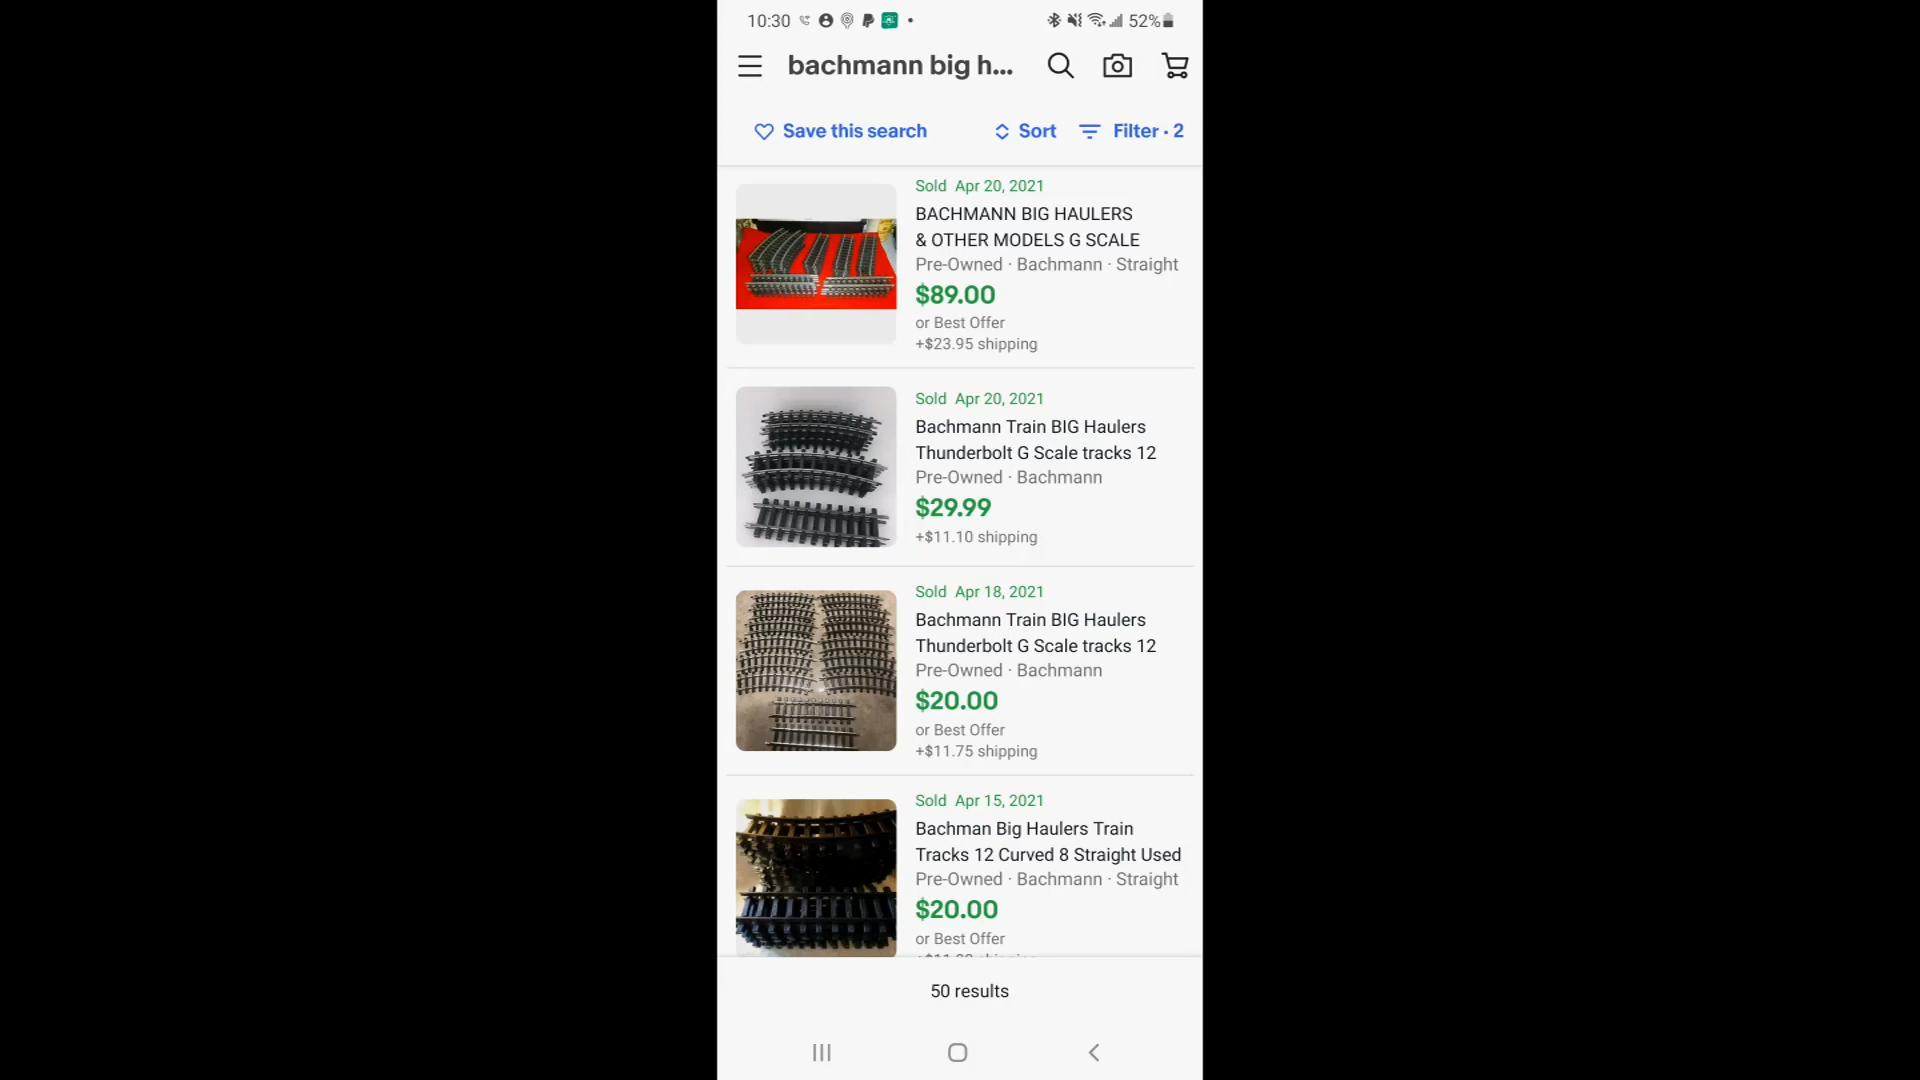 10:30
52%
bachmann big h...
Save this search
Sort
Filter · 2
Sold Apr 20, 2021
BACHMANN BIG HAULERS
& OTHER MODELS G SCALE
Pre-Owned · Bachmann · Straight
$89.00
or Best Offer
+$23.95 shipping
Sold Apr 20, 2021
Bachmann Train BIG Haulers
Thunderbolt G Scale tracks 12
Pre-Owned · Bachmann
$29.99
+$11.10 shipping
Sold Apr 18, 2021
Bachmann Train BIG Haulers
Thunderbolt G Scale tracks 12
Pre-Owned · Bachmann
$20.00
or Best Offer
+$11.75 shipping
Sold Apr 15, 2021
Bachman Big Haulers Train
Tracks 12 Curved 8 Straight Used
Pre-Owned · Bachmann · Straight
$20.00
or Best Offer
50 results